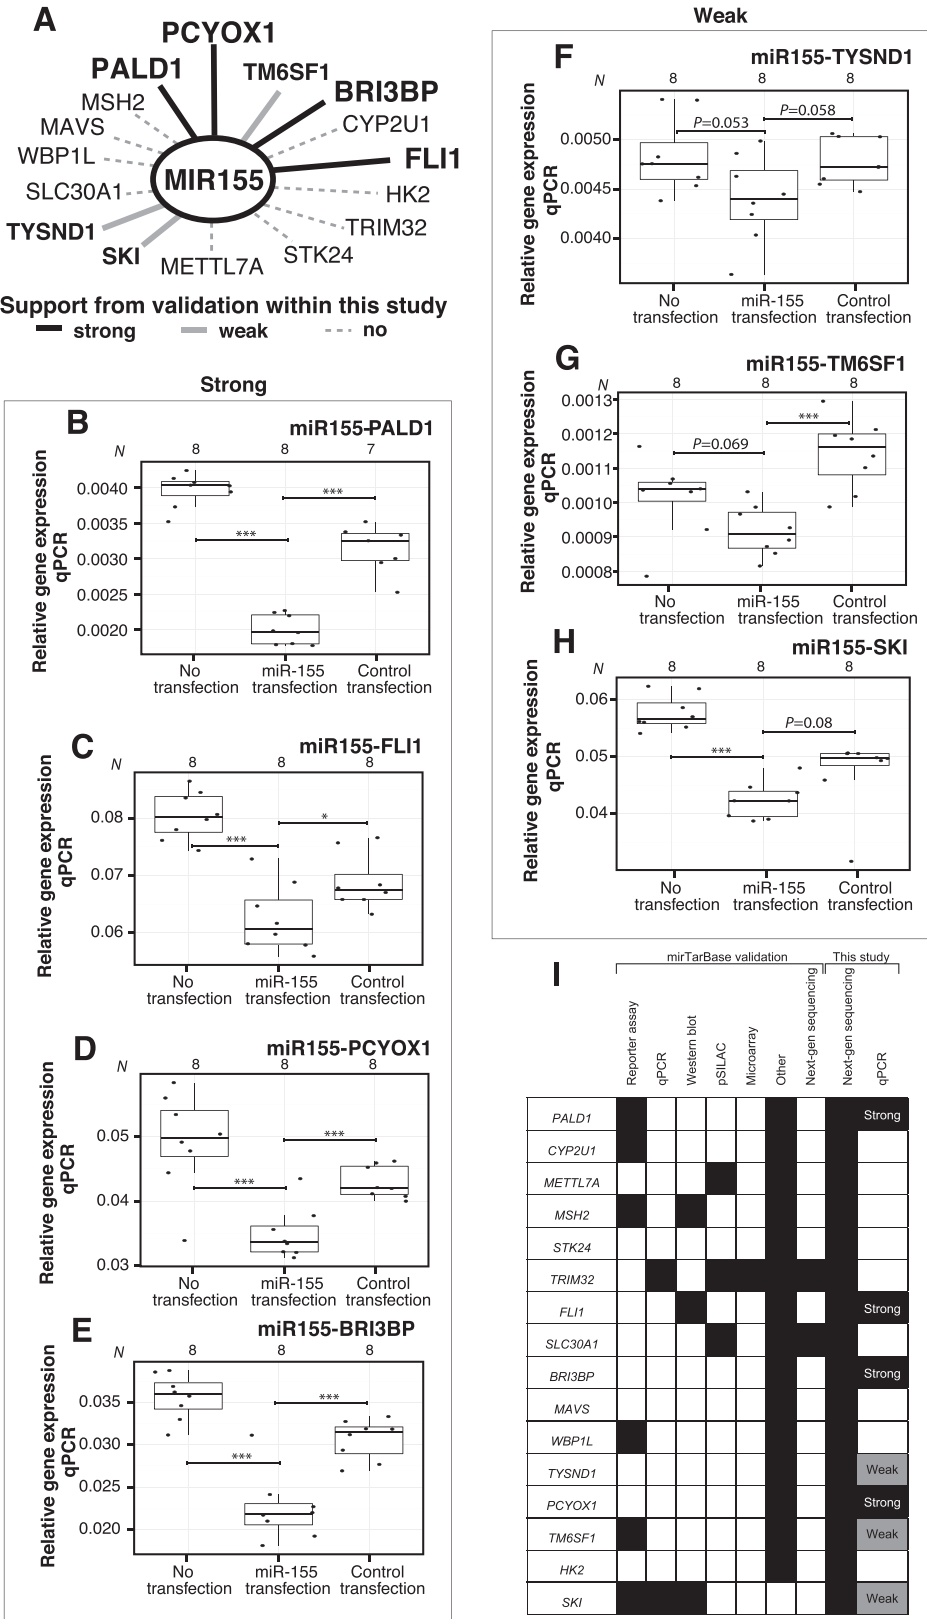 A
PCYOX1
PALD1
TM6SF1
BRI3BP
MSH2
CYP2U1
MAVS
FLI1
WBP1L
MIR155
SLC30A1
HK2
TYSND1
TRIM32
SKI
STK24
METTL7A
Support from validation within this study
strong weak no
Strong
B
miR155-PALD1
N 8 8 7
Relative gene expression
qPCR
0.0040
0.0035
0.0030
0.0025
0.0020
***
***
No
transfection
miR-155
transfection
Control
transfection
C
miR155-FLI1
N 8 8 8
Relative gene expression
qPCR
0.08
0.07
0.06
***
*
No
transfection
miR-155
transfection
Control
transfection
D
miR155-PCYOX1
N 8 8 8
Relative gene expression
qPCR
0.05
0.04
0.03
***
***
No
transfection
miR-155
transfection
Control
transfection
E
miR155-BRI3BP
N 8 8 8
Relative gene expression
qPCR
0.035
0.030
0.025
0.020
***
***
No
transfection
miR-155
transfection
Control
transfection
Weak
F
miR155-TYSND1
N 8 8 8
Relative gene expression
qPCR
0.0050
0.0045
0.0040
P=0.053
P=0.058
No
transfection
miR-155
transfection
Control
transfection
G
miR155-TM6SF1
N 8 8 8
Relative gene expression
qPCR
0.0013
0.0012
0.0011
0.0010
0.0009
0.0008
P=0.069
***
No
transfection
miR-155
transfection
Control
transfection
H
miR155-SKI
N 8 8 8
Relative gene expression
qPCR
0.06
0.05
0.04
***
P=0.08
No
transfection
miR-155
transfection
Control
transfection
I
mirTarBase validation This study
Reporter assay
qPCR
Western blot
pSILAC
Microarray
Other
Next-gen sequencing
Next-gen sequencing
qPCR
PALD1 Strong
CYP2U1
METTL7A
MSH2
STK24
TRIM32
FLI1 Strong
SLC30A1
BRI3BP Strong
MAVS
WBP1L
TYSND1 Weak
PCYOX1 Strong
TM6SF1 Weak
HK2
SKI Weak